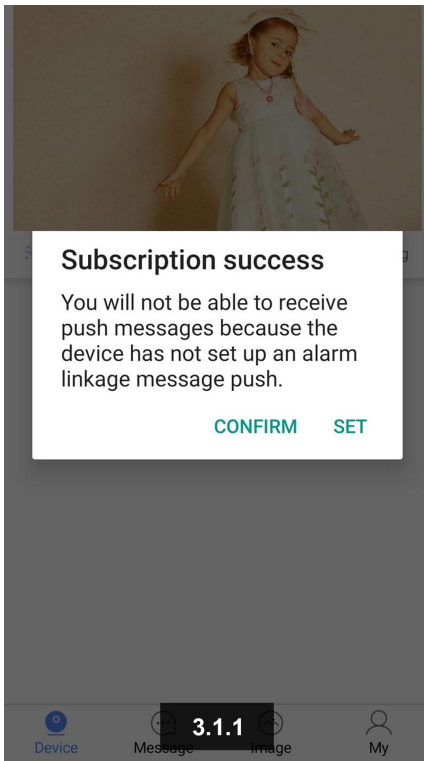 Subscription success
You will not be able to receive
push messages because the
device has not set up an alarm
linkage message push.
CONFIRM SET
3.1.1
Device Message Image My